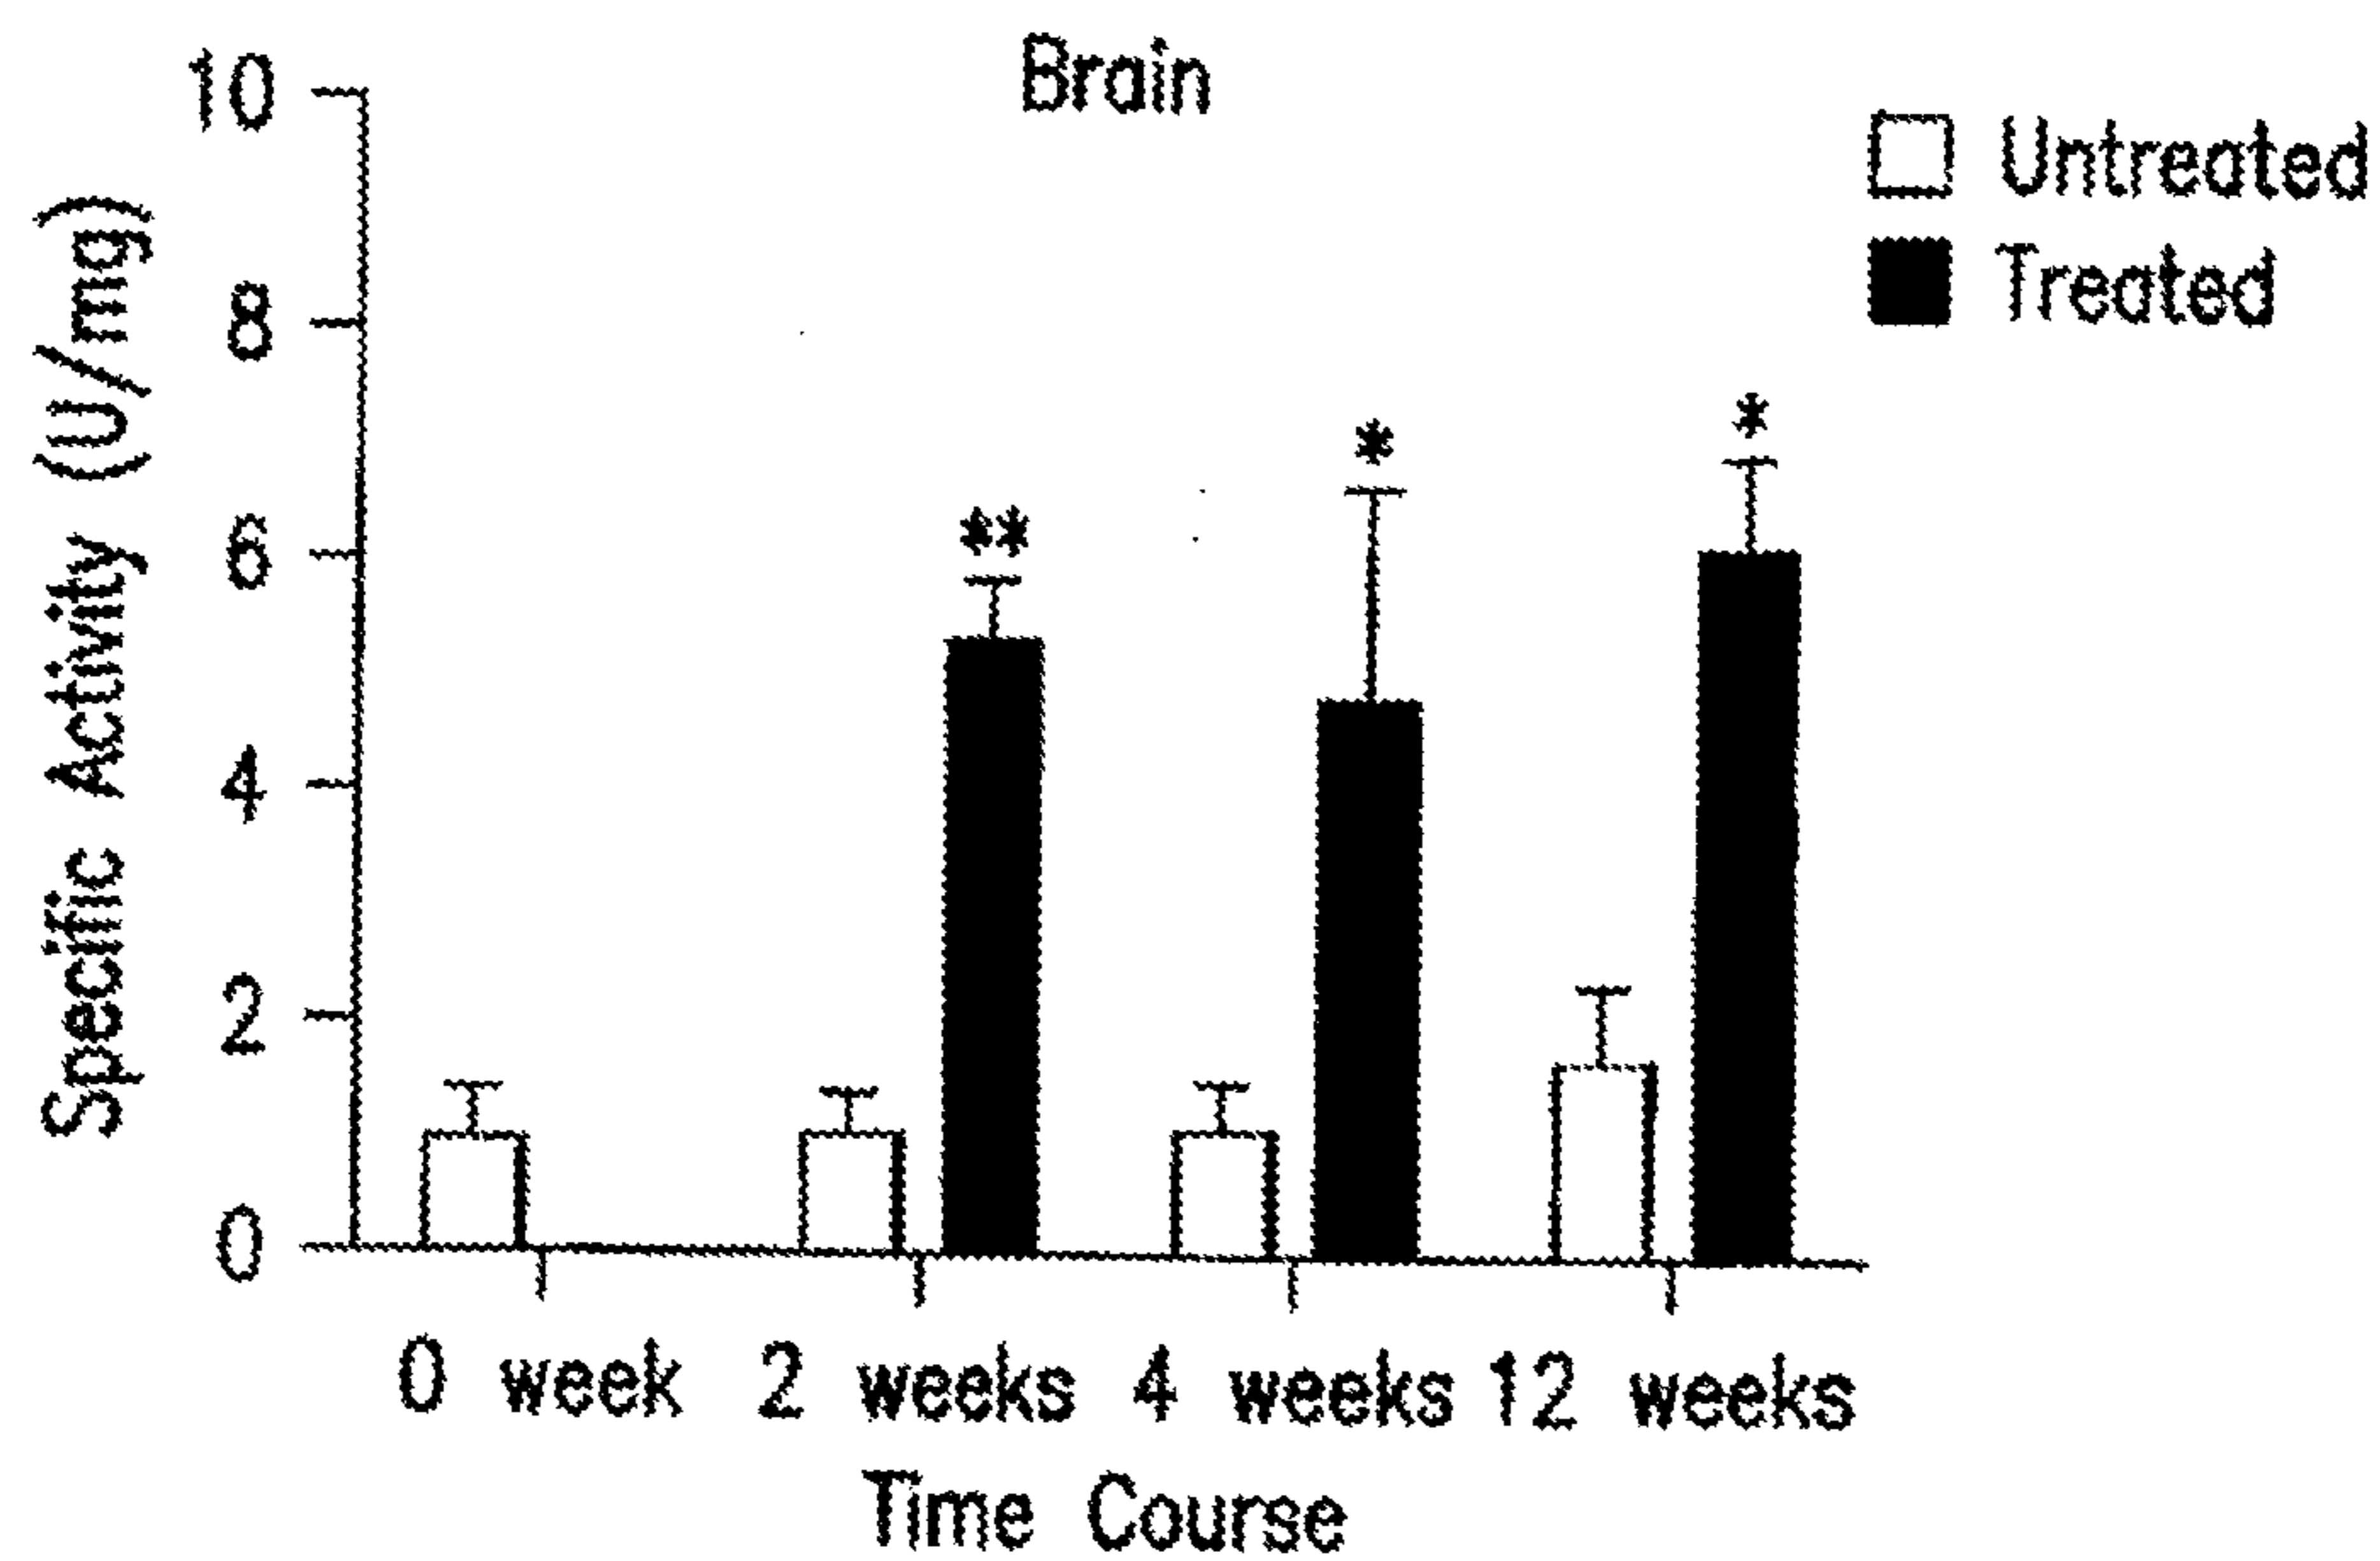 Brain
Untreated
Treated
Specific Activity (U/mg)
10
8
6
4
2
0
**
*
*
0 week 2 weeks 4 weeks 12 weeks
Time Course